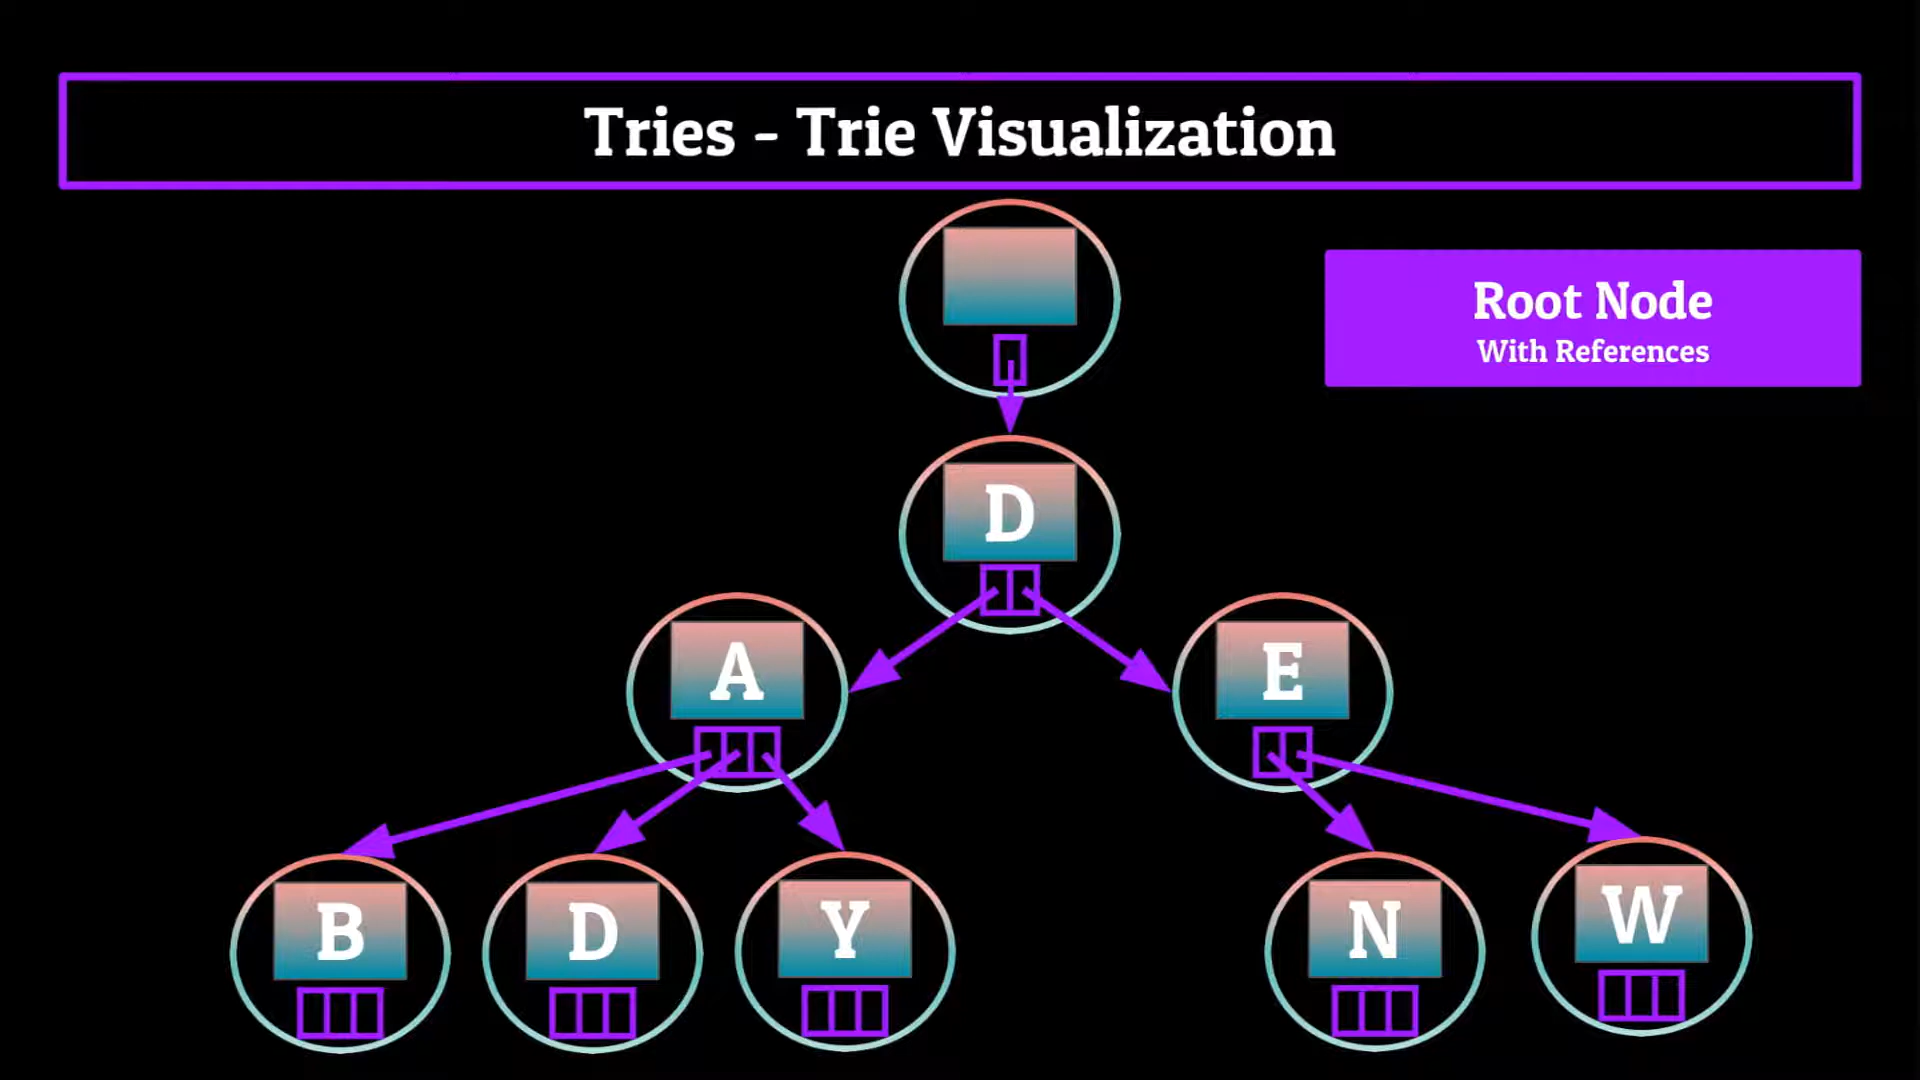 Tries - Trie Visualization
Root Node
With References
D
A
E
B
D
Y
N
W